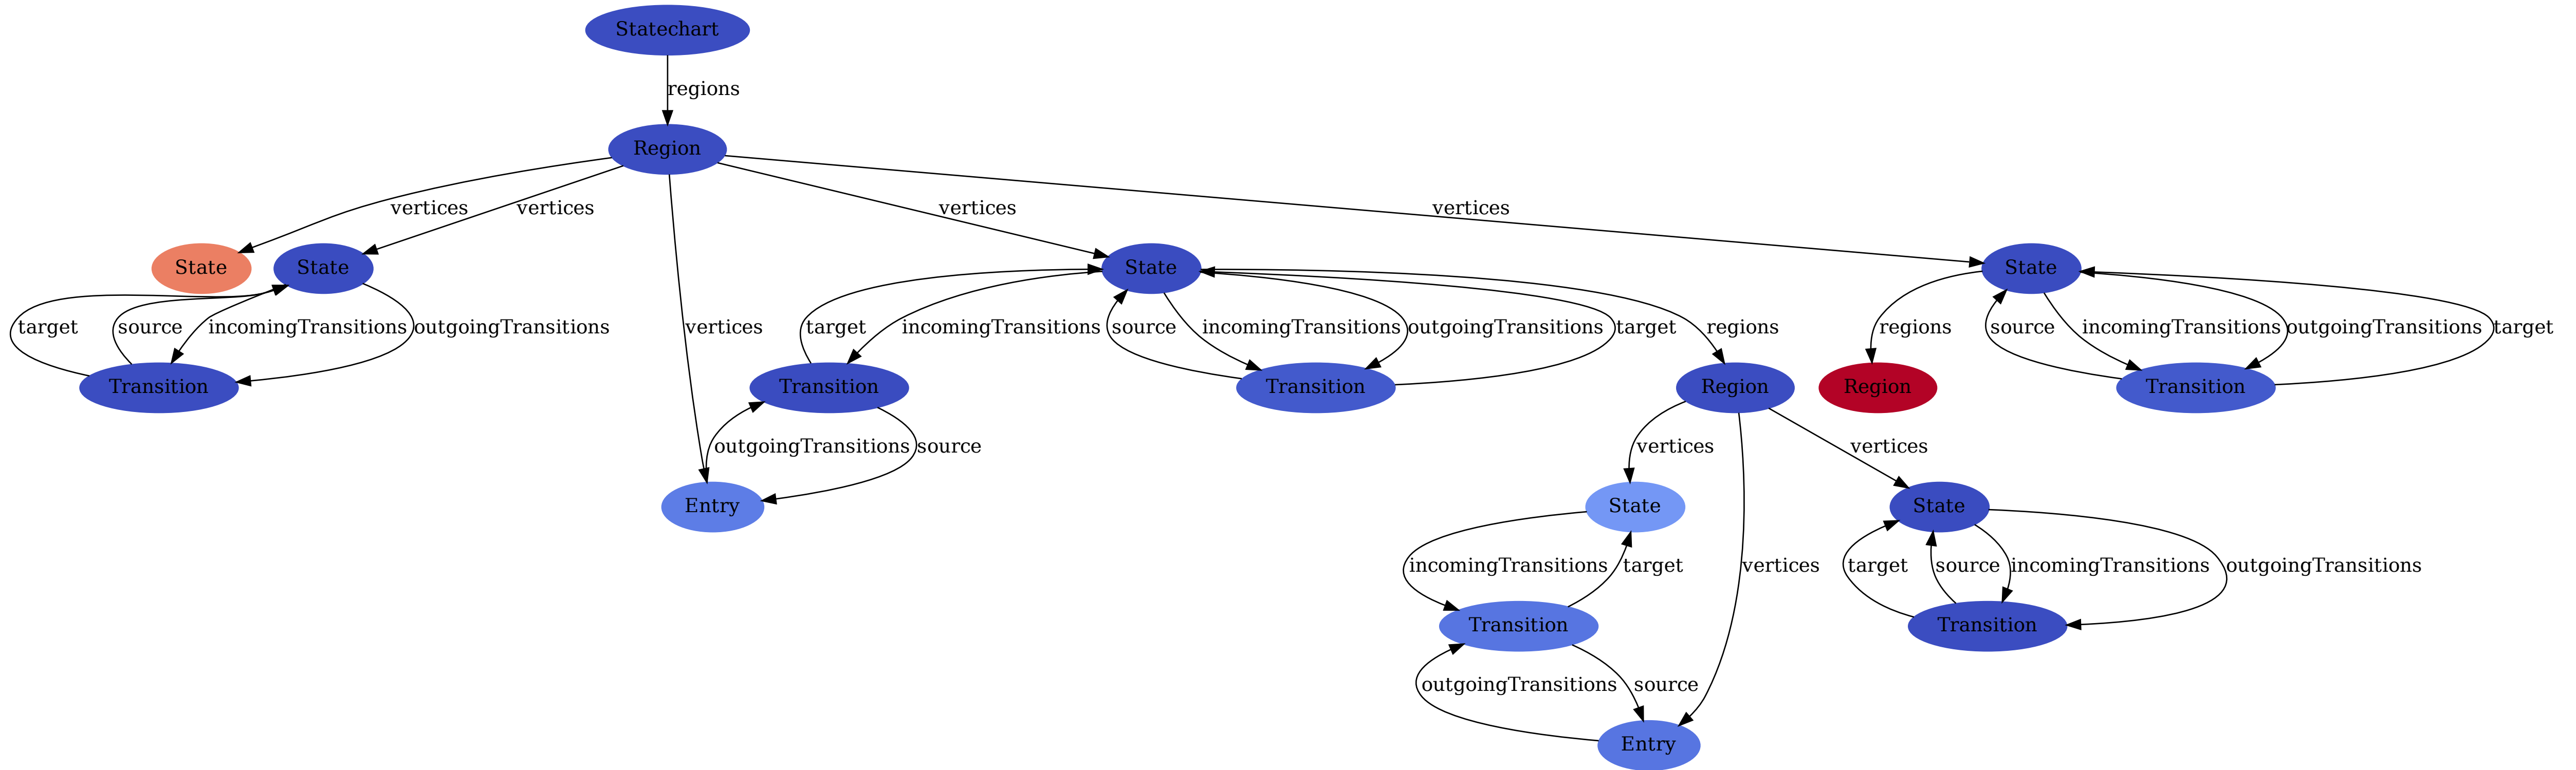 Statechart
regions
Region
vertices vertices vertices vertices
vertices
State State State State
target source incomingTransitions outgoingTransitions vertices target incomingTransitions source incomingTransitions outgoingTransitions target regions regions source incomingTransitions outgoingTransitions target
Transition Transition Transition Region Region Transition
outgoingTransitions source vertices vertices
Entry State State
incomingTransitions target vertices target source incomingTransitions outgoingTransitions
Transition Transition
outgoingTransitions source
Entry